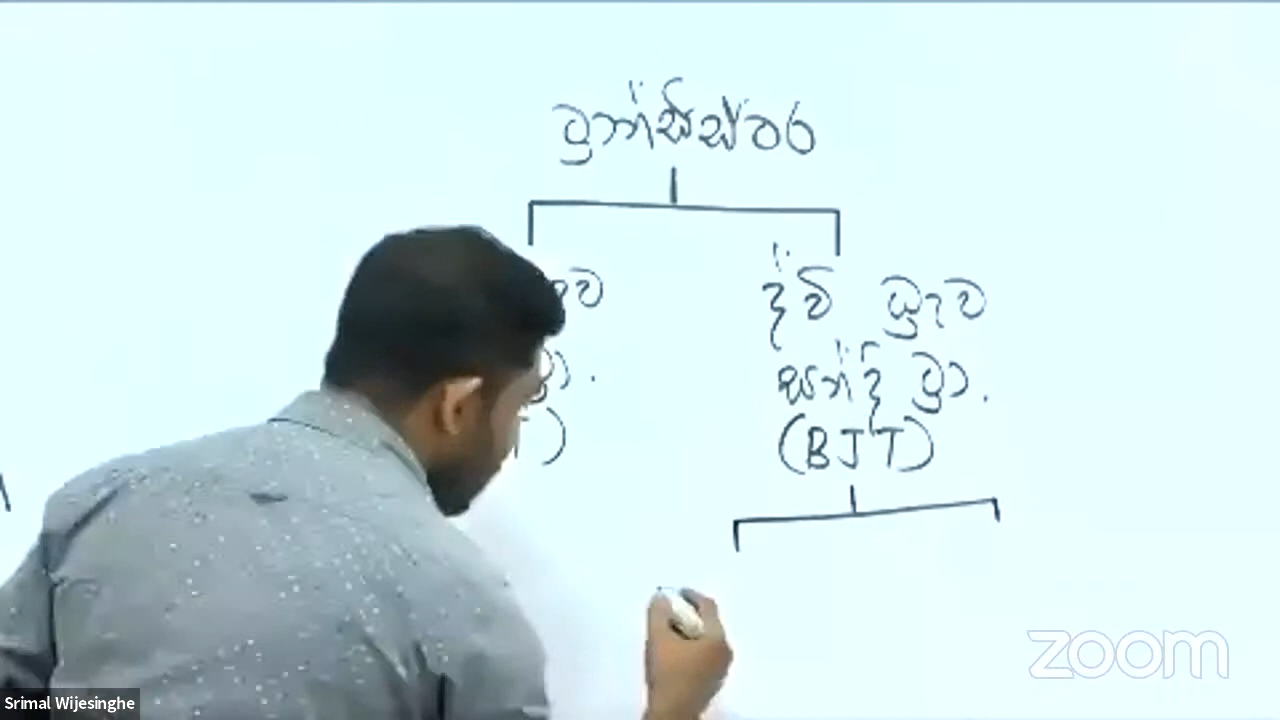 ට්‍රාන්සිස්ටර
ද්වි ධ්‍රැව
සන්ධි ට්‍රා.
(BJT)
zoom
Srimal Wijesinghe